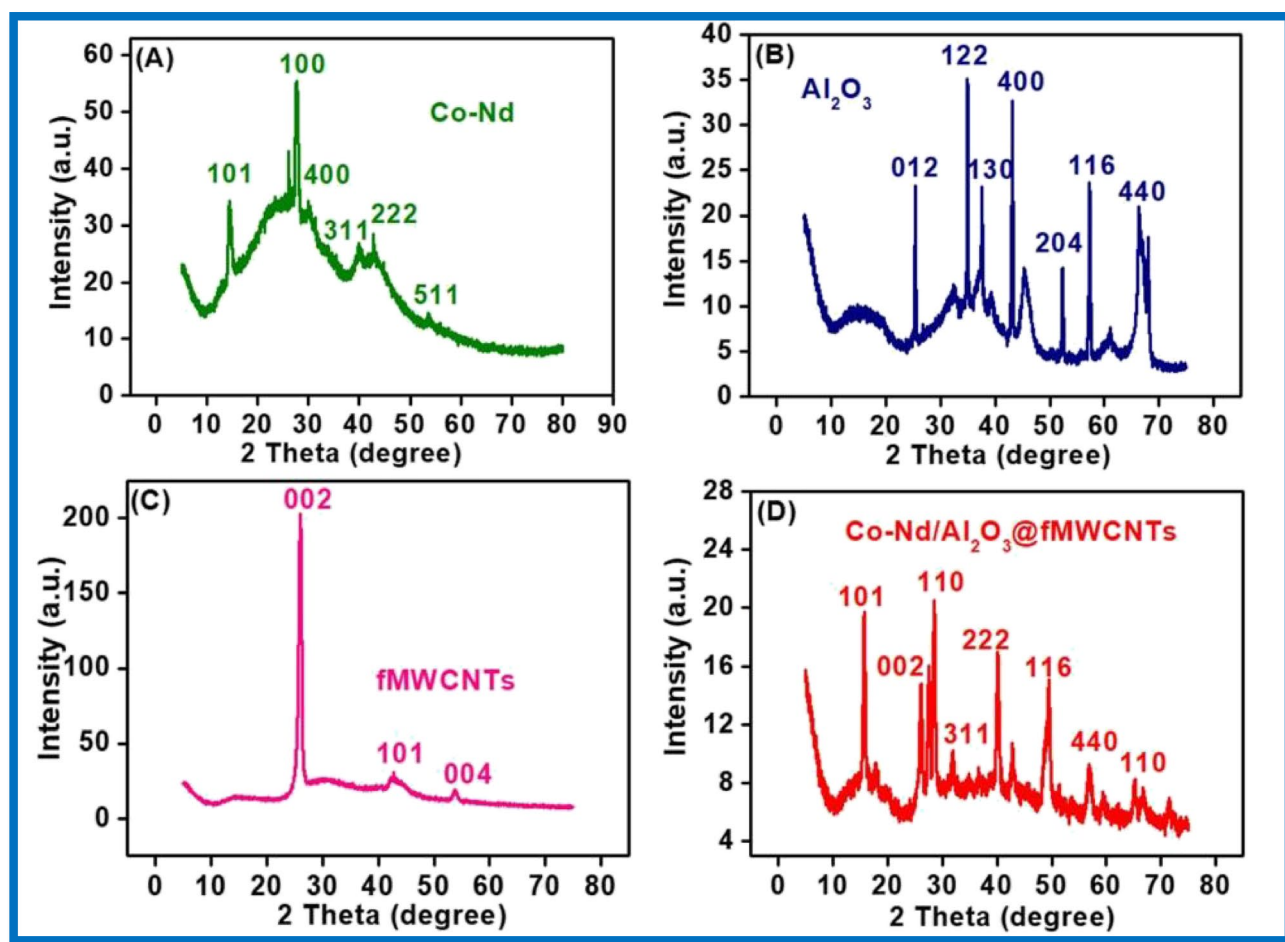 (A)
Co-Nd
101
100
400
311
222
511
60
50
40
30
20
10
0
Intensity (a.u.)
0 10 20 30 40 50 60 70 80 90
2 Theta (degree)
(B)
Al₂O₃
012
122
130
400
204
116
440
40
35
30
25
20
15
10
5
0
Intensity (a.u.)
0 10 20 30 40 50 60 70 80
2 Theta (degree)
(C)
002
fMWCNTs
101
004
200
150
100
50
0
Intensity (a.u.)
0 10 20 30 40 50 60 70 80
2 Theta (degree)
(D)
Co-Nd/Al₂O₃@fMWCNTs
101
002
110
311
222
116
440
110
28
24
20
16
12
8
4
Intensity (a.u.)
0 10 20 30 40 50 60 70 80
2 Theta (degree)